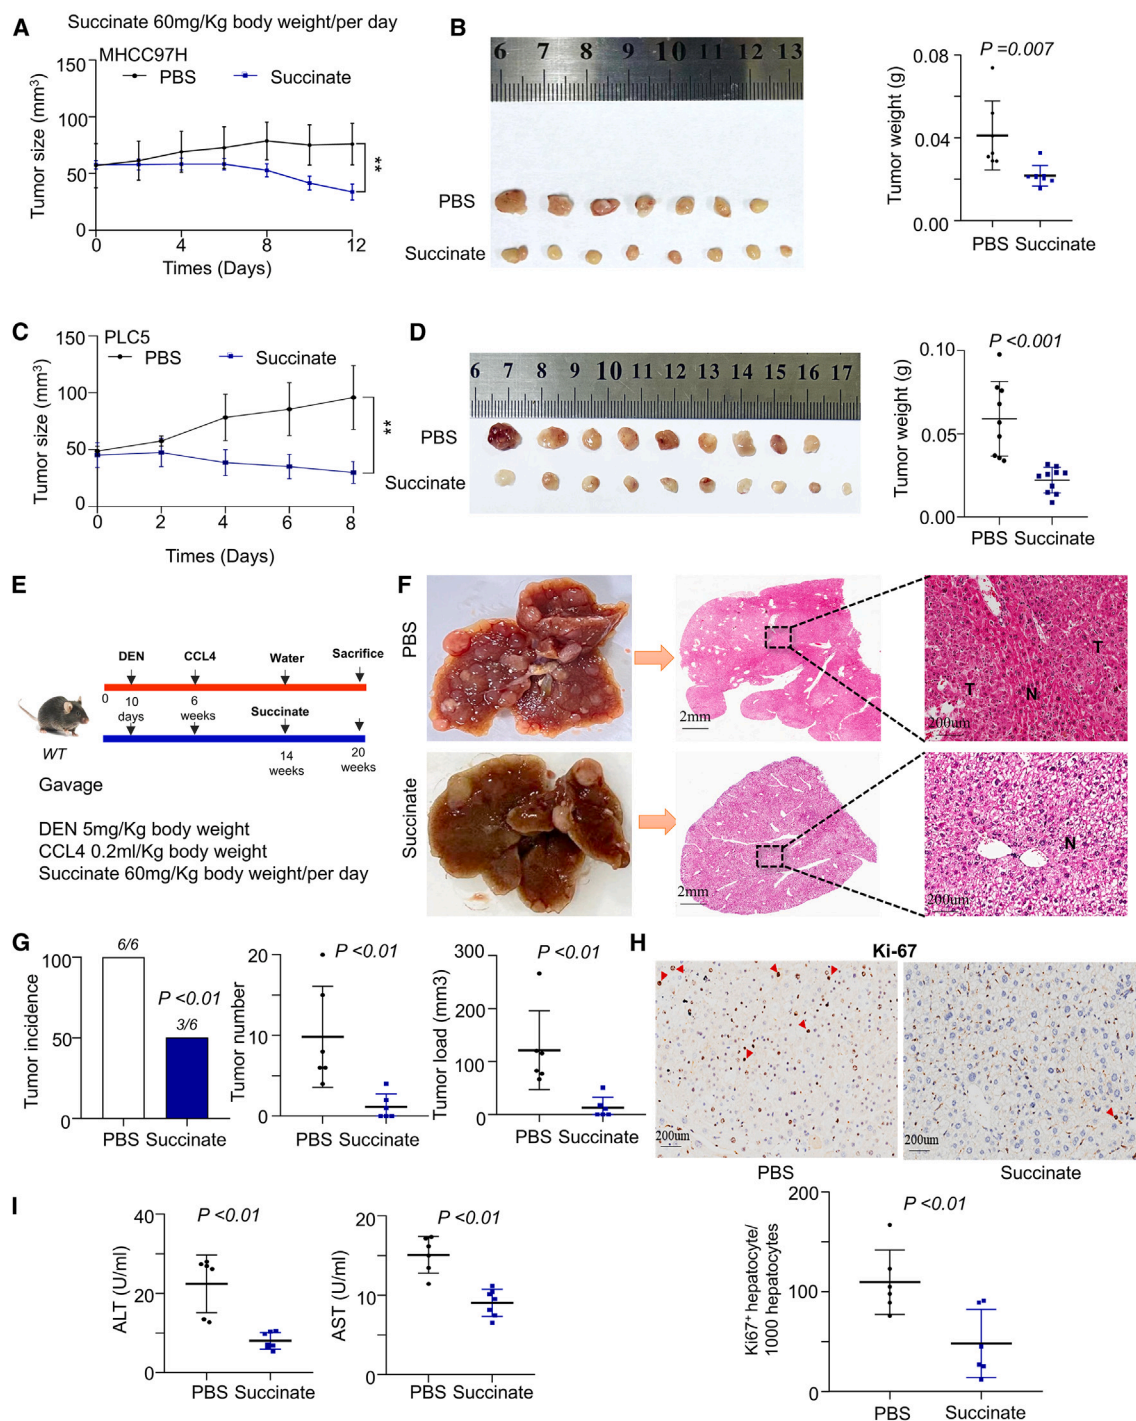 Succinate 60mg/Kg body weight/per day
A
MHCC97H
PBS
Succinate
Tumor size (mm³)
150
100
50
0
0
4
8
12
**
Times (Days)
B
6 7 8 9 10 11 12 13
PBS
Succinate
P =0.007
Tumor weight (g)
0.08
0.04
0.00
PBS Succinate
C
PLC5
PBS
Succinate
Tumor size (mm³)
150
100
50
0
0
2
4
6
8
**
Times (Days)
D
6 7 8 9 10 11 12 13 14 15 16 17
PBS
Succinate
P <0.001
Tumor weight (g)
0.10
0.05
0.00
PBS Succinate
E
DEN
CCL4
Water
Sacrifice
0
10
days
6
weeks
Succinate
14
weeks
20
weeks
WT
Gavage
DEN 5mg/Kg body weight
CCL4 0.2ml/Kg body weight
Succinate 60mg/Kg body weight/per day
F
PBS
2mm
T
T
N
200um
Succinate
2mm
N
200um
G
Tumor incidence
100
50
0
6/6
P <0.01
3/6
PBS Succinate
Tumor number
20
10
0
P <0.01
PBS Succinate
Tumor load (mm3)
300
200
100
0
P <0.01
PBS Succinate
H
Ki-67
200um
200um
PBS
Succinate
Ki67⁺ hepatocyte/
1000 hepatocytes
200
100
0
P <0.01
PBS
Succinate
I
ALT (U/ml)
40
20
0
P <0.01
PBS Succinate
AST (U/ml)
20
10
0
P <0.01
PBS Succinate